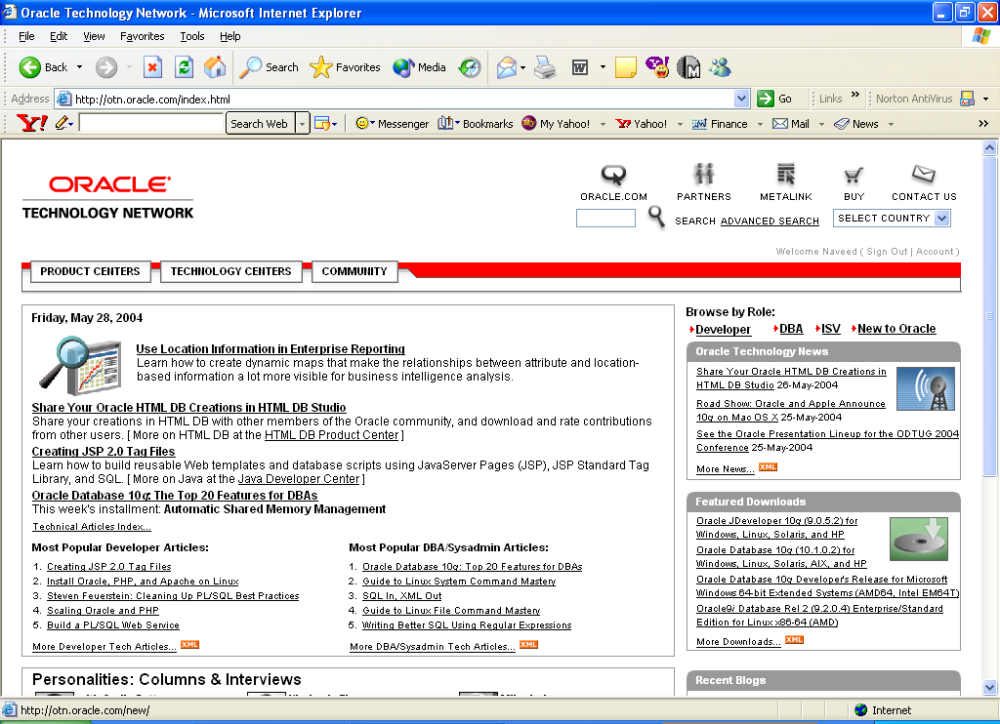 Oracle Technology Network - Microsoft Internet Explorer
File Edit View Favorites Tools Help
Back Search Favorites Media
Address http://otn.oracle.com/index.html Go Links » Norton AntiVirus
Y! Search Web Messenger Bookmarks My Yahoo! Yahoo! Finance Mail News »
ORACLE
TECHNOLOGY NETWORK
ORACLE.COM PARTNERS METALINK BUY CONTACT US
SEARCH ADVANCED SEARCH SELECT COUNTRY
Welcome Naveed ( Sign Out | Account )
PRODUCT CENTERS TECHNOLOGY CENTERS COMMUNITY
Friday, May 28, 2004
Use Location Information in Enterprise Reporting
Learn how to create dynamic maps that make the relationships between attribute and location-
based information a lot more visible for business intelligence analysis.
Share Your Oracle HTML DB Creations in HTML DB Studio
Share your creations in HTML DB with other members of the Oracle community, and download and rate contributions
from other users. [ More on HTML DB at the HTML DB Product Center ]
Creating JSP 2.0 Tag Files
Learn how to build reusable Web templates and database scripts using JavaServer Pages (JSP), JSP Standard Tag
Library, and SQL. [ More on Java at the Java Developer Center ]
Oracle Database 10g: The Top 20 Features for DBAs
This week's installment: Automatic Shared Memory Management
Technical Articles Index...
Most Popular Developer Articles:
1. Creating JSP 2.0 Tag Files
2. Install Oracle, PHP, and Apache on Linux
3. Steven Feuerstein: Cleaning Up PL/SQL Best Practices
4. Scaling Oracle and PHP
5. Build a PL/SQL Web Service
More Developer Tech Articles... XML
Most Popular DBA/Sysadmin Articles:
1. Oracle Database 10g: Top 20 Features for DBAs
2. Guide to Linux System Command Mastery
3. SQL In, XML Out
4. Guide to Linux File Command Mastery
5. Writing Better SQL Using Regular Expressions
More DBA/Sysadmin Tech Articles... XML
Personalities: Columns & Interviews
Browse by Role:
Developer DBA ISV New to Oracle
Oracle Technology News
Share Your Oracle HTML DB Creations in
HTML DB Studio 26-May-2004
Road Show: Oracle and Apple Announce
10g on Mac OS X 25-May-2004
See the Oracle Presentation Lineup for the ODTUG 2004
Conference 25-May-2004
More News... XML
Featured Downloads
Oracle JDeveloper 10g (9.0.5.2) for
Windows, Linux, Solaris, and HP
Oracle Database 10g (10.1.0.2) for
Windows, Linux, Solaris, AIX, and HP
Oracle Database 10g Developer's Release for Microsoft
Windows 64-bit Extended Systems (AMD64, Intel EM64T)
Oracle9i Database Rel 2 (9.2.0.4) Enterprise/Standard
Edition for Linux x86-64 (AMD)
More Downloads... XML
Recent Blogs
http://otn.oracle.com/new/ Internet